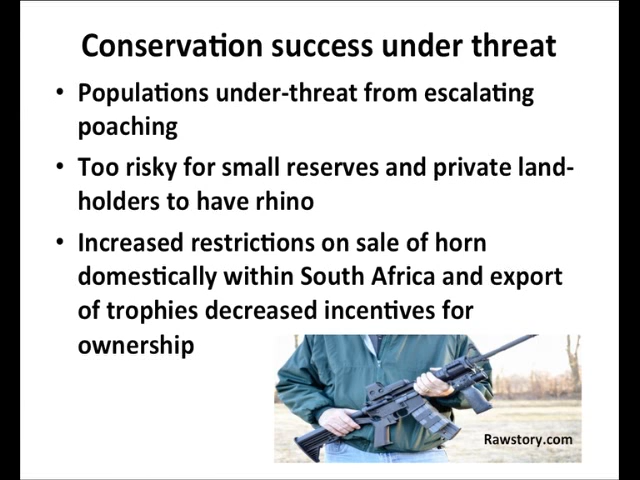 Conservation success under threat
• Populations under-threat from escalating
poaching
• Too risky for small reserves and private land-
holders to have rhino
• Increased restrictions on sale of horn
domestically within South Africa and export
of trophies decreased incentives for
ownership
Rawstory.com